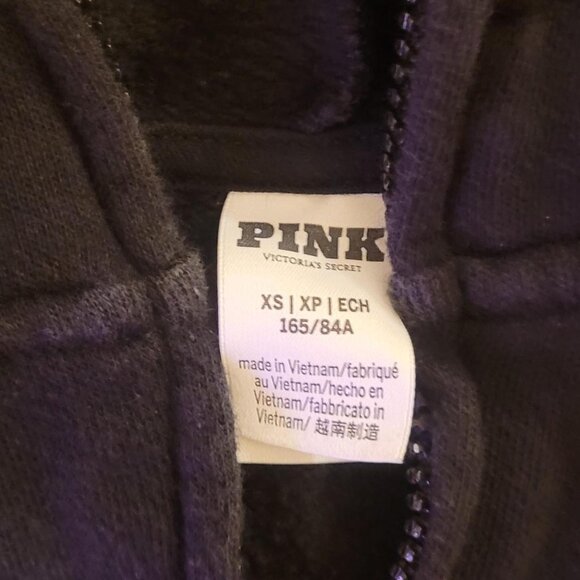 PINK
VICTORIA'S SECRET
XS | XP | ECH
165/84A
made in Vietnam/fabriqué
au Vietnam/hecho en
Vietnam/fabbricato in
Vietnam/ 越南制造